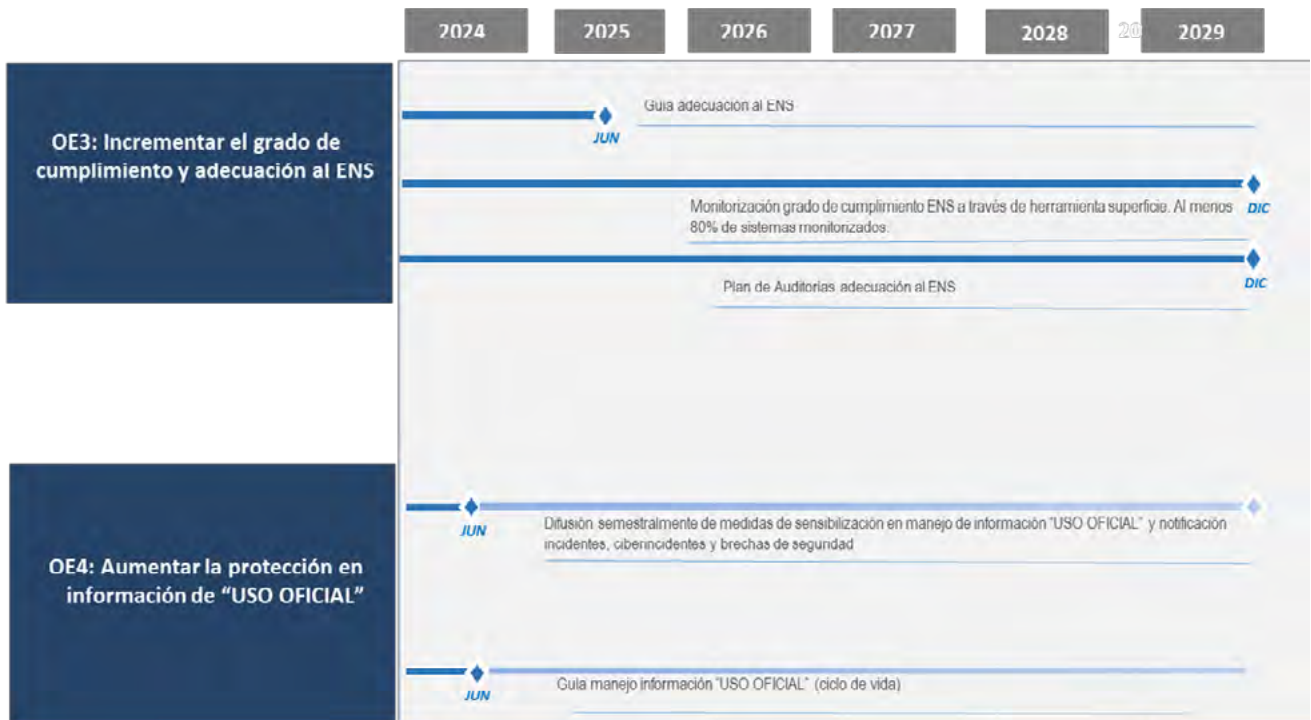 2024 2025 2026 2027 2028 20 2029
OE3: Incrementar el grado de
cumplimiento y adecuación al ENS
Guia adecuación al ENS
JUN
Monitorización grado de cumplimiento ENS a través de herramienta superficie. Al menos
80% de sistemas monitorizados.
DIC
Plan de Auditorias adecuación al ENS
DIC
OE4: Aumentar la protección en
información de “USO OFICIAL”
JUN
Difusión semestralmente de medidas de sensibilización en manejo de información "USO OFICIAL" y notificación
incidentes, ciberincidentes y brechas de seguridad
JUN
Guia manejo información "USO OFICIAL" (ciclo de vida)